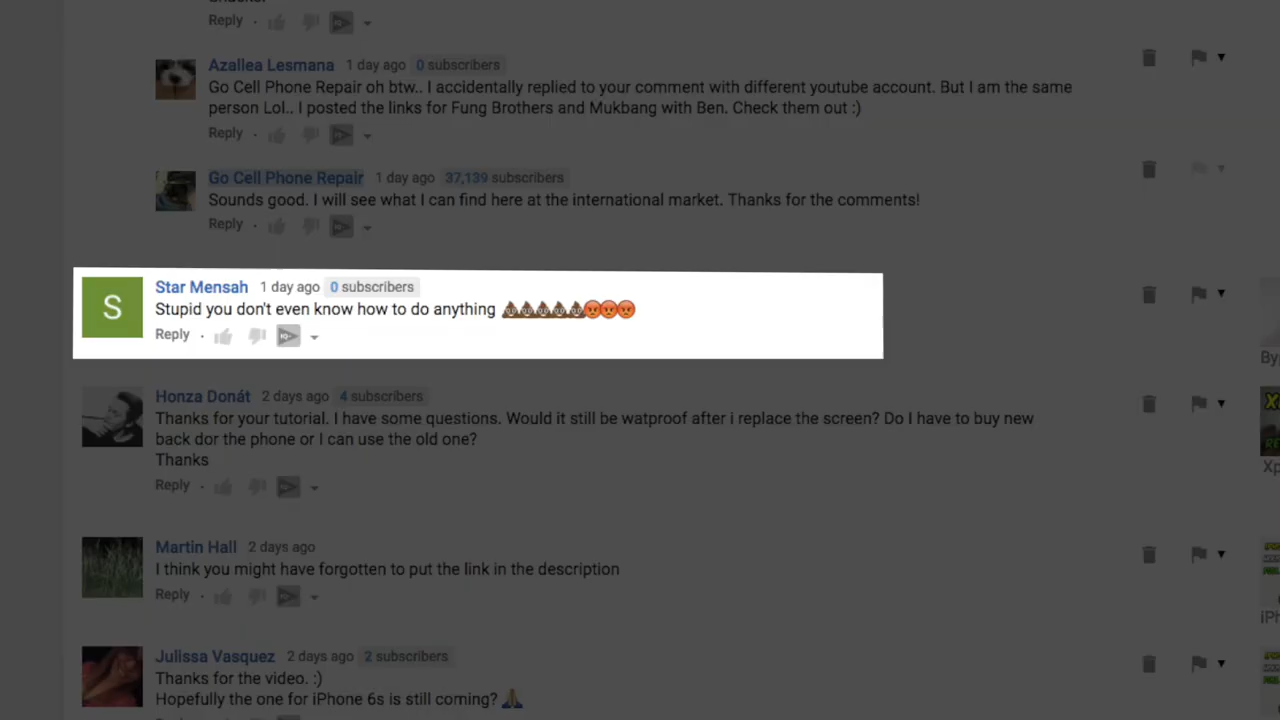 Reply
Azallea Lesmana 1 day ago 0 subscribers
Go Cell Phone Repair oh btw.. I accidentally replied to your comment with different youtube account. But I am the same
person Lol.. I posted the links for Fung Brothers and Mukbang with Ben. Check them out :)
Reply
Go Cell Phone Repair 1 day ago 37,139 subscribers
Sounds good. I will see what I can find here at the international market. Thanks for the comments!
Reply
S
Star Mensah 1 day ago 0 subscribers
Stupid you don't even know how to do anything 💩💩💩💩💩😡😡😡
Reply
Honza Donát 2 days ago 4 subscribers
Thanks for your tutorial. I have some questions. Would it still be watproof after i replace the screen? Do I have to buy new
back dor the phone or I can use the old one?
Thanks
Reply
Martin Hall 2 days ago
I think you might have forgotten to put the link in the description
Reply
Julissa Vasquez 2 days ago 2 subscribers
Thanks for the video. :)
Hopefully the one for iPhone 6s is still coming? 🙏
By
Xp
iPh